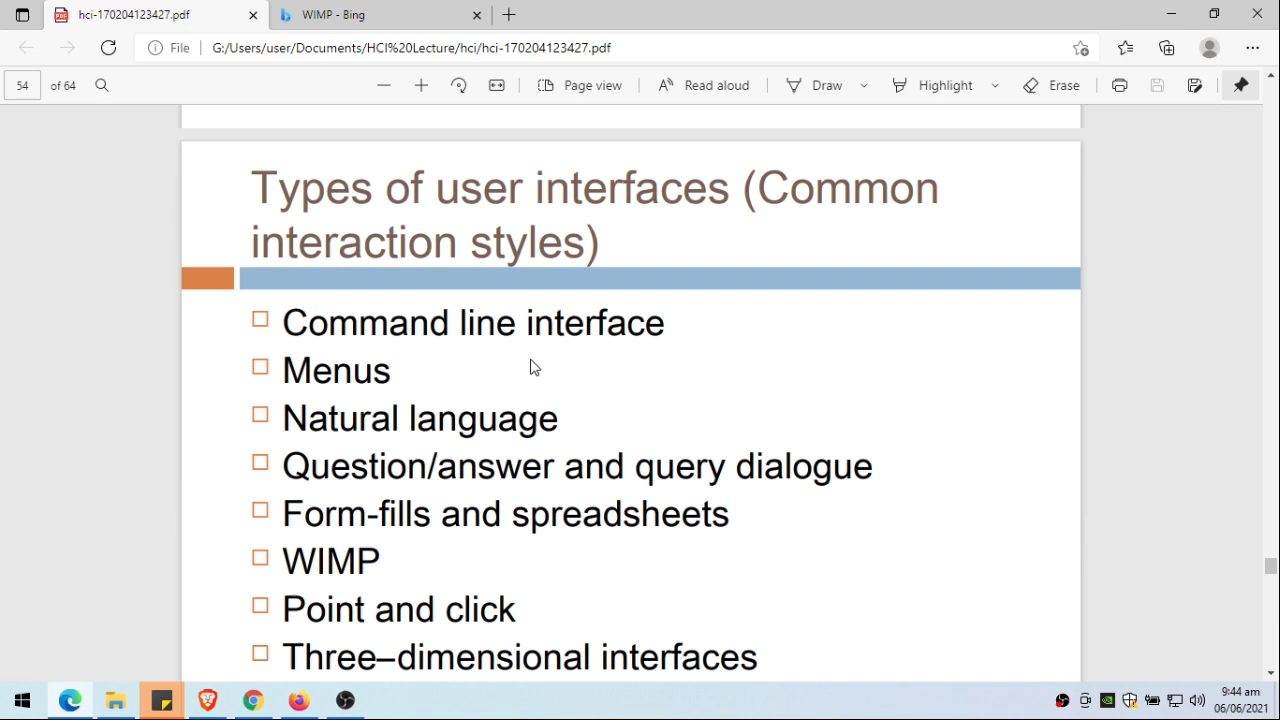 hci-170204123427.pdf
WIMP - Bing
File
G:/Users/user/Documents/HCI%20Lecture/hci/hci-170204123427.pdf
54 of 64
Page view
Read aloud
Draw
Highlight
Erase
Types of user interfaces (Common
interaction styles)
Command line interface
Menus
Natural language
Question/answer and query dialogue
Form-fills and spreadsheets
WIMP
Point and click
Three–dimensional interfaces
9:44 am
06/06/2021